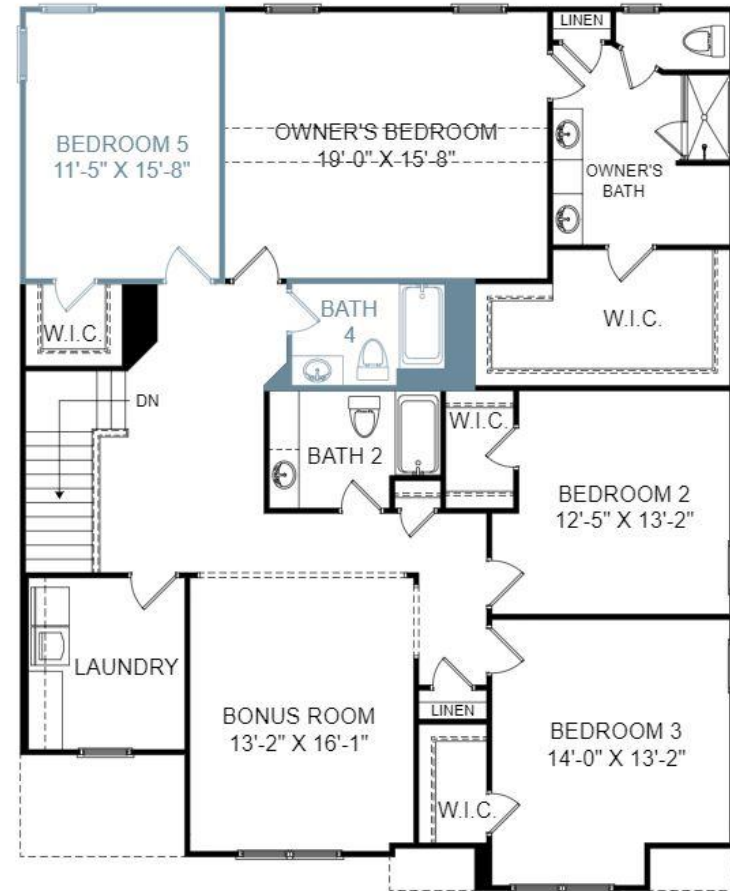 LINEN
BEDROOM 5
11'-5" X 15'-8"
OWNER'S BEDROOM
19'-0" X 15'-8"
OWNER'S
BATH
W.I.C.
BATH
4
W.I.C.
DN
W.I.C.
BATH 2
BEDROOM 2
12'-5" X 13'-2"
LAUNDRY
BONUS ROOM
13'-2" X 16'-1"
LINEN
BEDROOM 3
14'-0" X 13'-2"
W.I.C.